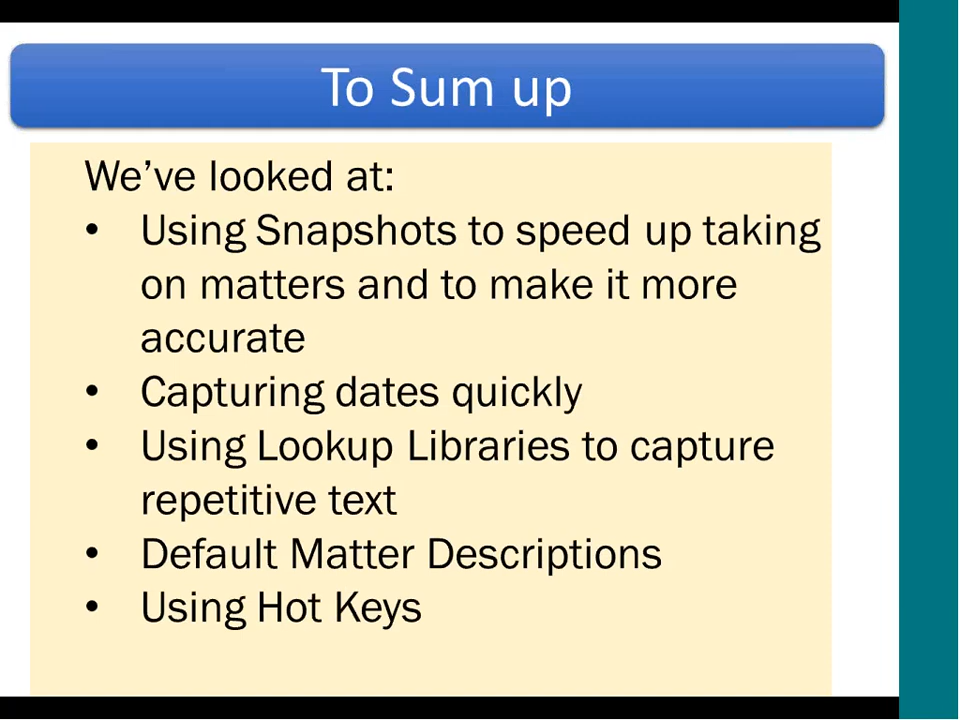 To Sum up
We’ve looked at:
• Using Snapshots to speed up taking
on matters and to make it more
accurate
• Capturing dates quickly
• Using Lookup Libraries to capture
repetitive text
• Default Matter Descriptions
• Using Hot Keys